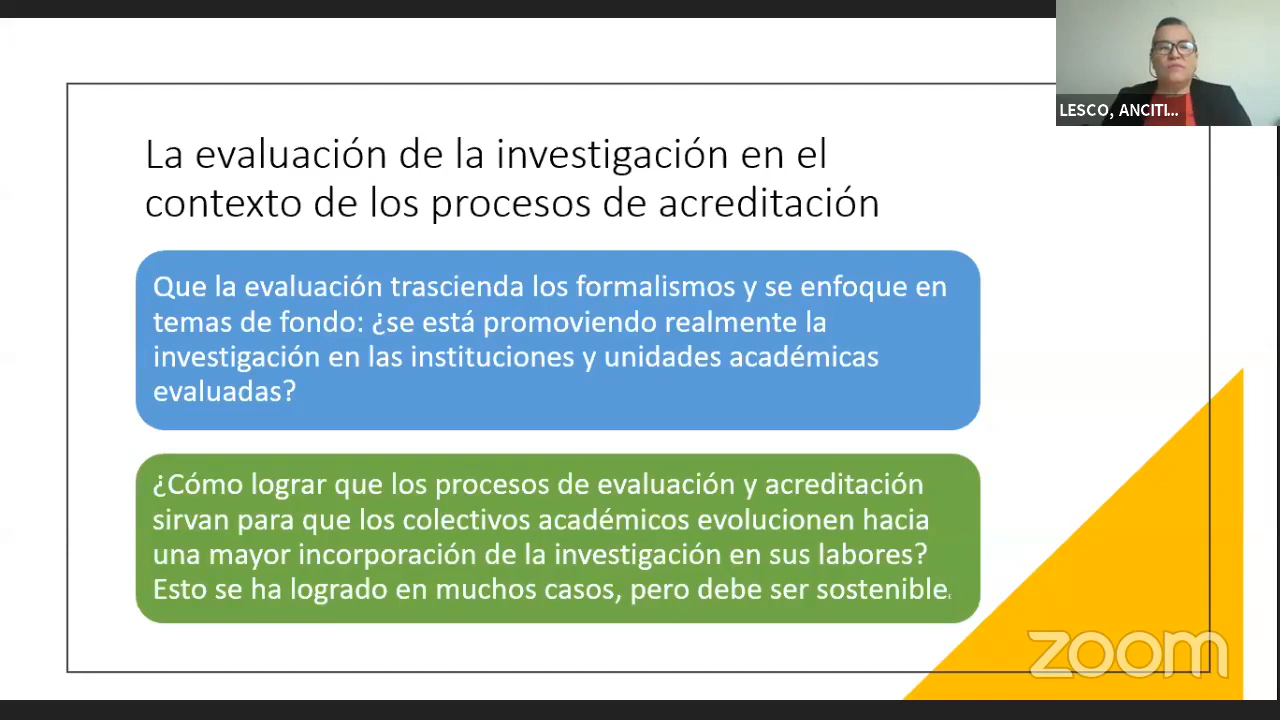 LESCO, ANCITI...
La evaluación de la investigación en el
contexto de los procesos de acreditación
Que la evaluación trascienda los formalismos y se enfoque en
temas de fondo: ¿se está promoviendo realmente la
investigación en las instituciones y unidades académicas
evaluadas?
¿Cómo lograr que los procesos de evaluación y acreditación
sirvan para que los colectivos académicos evolucionen hacia
una mayor incorporación de la investigación en sus labores?
Esto se ha logrado en muchos casos, pero debe ser sostenible.
zoom